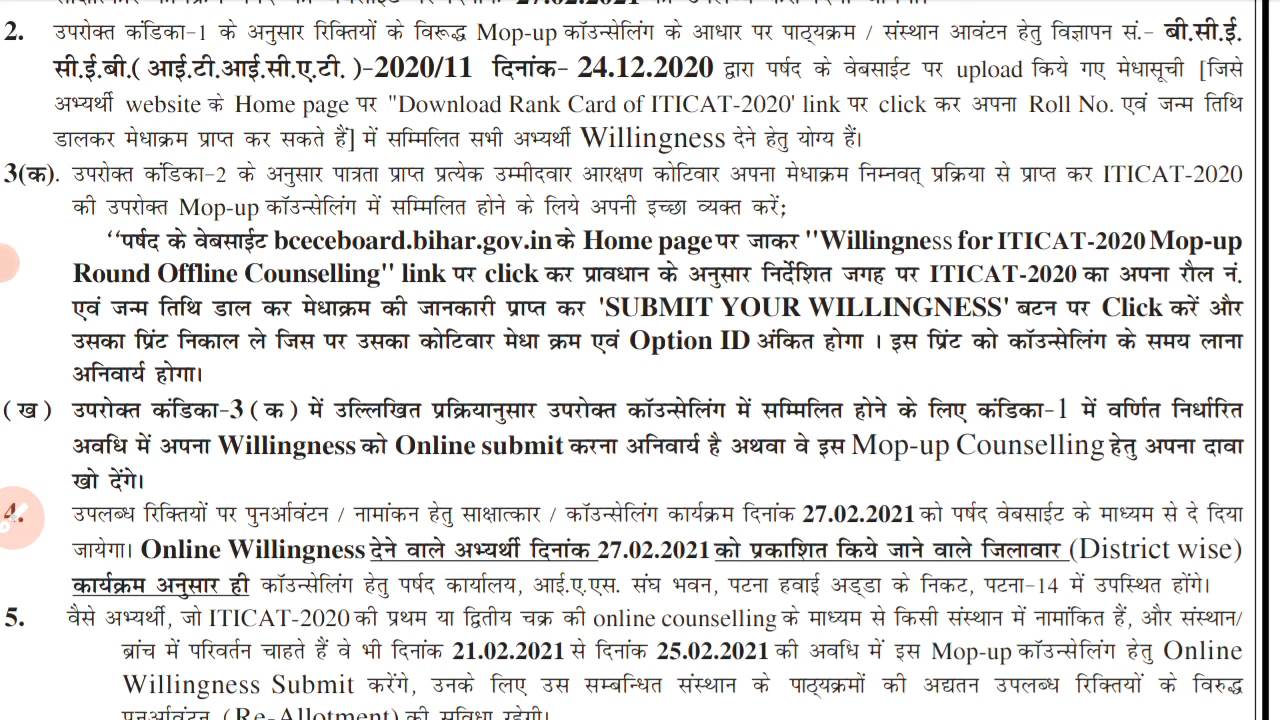 27.02.2021
2. उपरोक्त कंडिका-1 के अनुसार रिक्तियों के विरूद्ध Mop-up कॉउन्सेलिंग के आधार पर पाठ्यक्रम / संस्थान आवंटन हेतु विज्ञापन सं.- बी.सी.ई.
सी.ई.बी.( आई.टी.आई.सी.ए.टी. )-2020/11 दिनांक- 24.12.2020 द्वारा पर्षद के वेबसाईट पर upload किये गए मेधासूची [जिसे
अभ्यर्थी website के Home page पर "Download Rank Card of ITICAT-2020' link पर click कर अपना Roll No. एवं जन्म तिथि
डालकर मेधाक्रम प्राप्त कर सकते हैं] में सम्मिलित सभी अभ्यर्थी Willingness देने हेतु योग्य हैं।
3(क). उपरोक्त कंडिका-2 के अनुसार पात्रता प्राप्त प्रत्येक उम्मीदवार आरक्षण कोटिवार अपना मेधाक्रम निम्नवत् प्रक्रिया से प्राप्त कर ITICAT-2020
की उपरोक्त Mop-up कॉउन्सेलिंग में सम्मिलित होने के लिये अपनी इच्छा व्यक्त करें;
‘‘पर्षद के वेबसाईट bceceboard.bihar.gov.in के Home page पर जाकर "Willingness for ITICAT-2020 Mop-up
Round Offline Counselling" link पर click कर प्रावधान के अनुसार निर्देशित जगह पर ITICAT-2020 का अपना रौल नं.
एवं जन्म तिथि डाल कर मेधाक्रम की जानकारी प्राप्त कर 'SUBMIT YOUR WILLINGNESS' बटन पर Click करें और
उसका प्रिंट निकाल ले जिस पर उसका कोटिवार मेधा क्रम एवं Option ID अंकित होगा । इस प्रिंट को कॉउन्सेलिंग के समय लाना
अनिवार्य होगा।
( ख ) उपरोक्त कंडिका-3 ( क ) में उल्लिखित प्रक्रियानुसार उपरोक्त कॉउन्सेलिंग में सम्मिलित होने के लिए कंडिका-1 में वर्णित निर्धारित
अवधि में अपना Willingness को Online submit करना अनिवार्य है अथवा वे इस Mop-up Counselling हेतु अपना दावा
खो देंगे।
4. उपलब्ध रिक्तियों पर पुनर्आवंटन / नामांकन हेतु साक्षात्कार / कॉउन्सेलिंग कार्यक्रम दिनांक 27.02.2021 को पर्षद वेबसाईट के माध्यम से दे दिया
जायेगा। Online Willingness देने वाले अभ्यर्थी दिनांक 27.02.2021 को प्रकाशित किये जाने वाले जिलावार (District wise)
कार्यक्रम अनुसार ही कॉउन्सेलिंग हेतु पर्षद कार्यालय, आई.ए.एस. संघ भवन, पटना हवाई अड्डा के निकट, पटना-14 में उपस्थित होंगे।
5. वैसे अभ्यर्थी, जो ITICAT-2020 की प्रथम या द्वितीय चक्र की online counselling के माध्यम से किसी संस्थान में नामांकित हैं, और संस्थान/
ब्रांच में परिवर्तन चाहते हैं वे भी दिनांक 21.02.2021 से दिनांक 25.02.2021 की अवधि में इस Mop-up कॉउन्सेलिंग हेतु Online
Willingness Submit करेंगे, उनके लिए उस सम्बन्धित संस्थान के पाठ्यक्रमों की अद्यतन उपलब्ध रिक्तियों के विरुद्ध
पुनर्आवंटन (Re-Allotment) की सुविधा रहेगी।